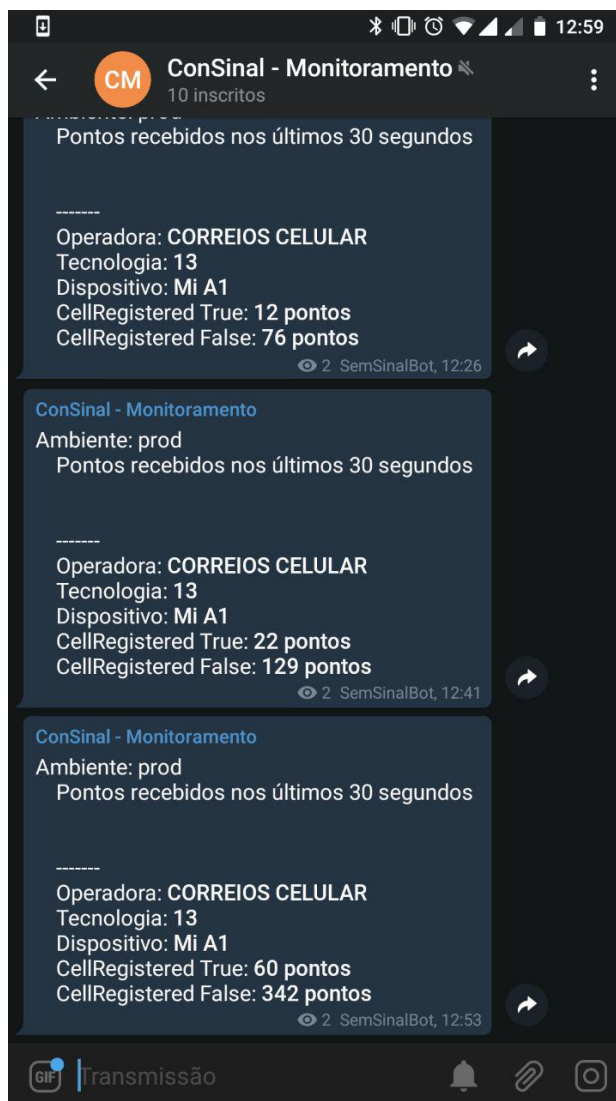 12:59
CM
ConSinal - Monitoramento
10 inscritos
Ambiente: prod
Pontos recebidos nos últimos 30 segundos
-------
Operadora: CORREIOS CELULAR
Tecnologia: 13
Dispositivo: Mi A1
CellRegistered True: 12 pontos
CellRegistered False: 76 pontos
2 SemSinalBot, 12:26
ConSinal - Monitoramento
Ambiente: prod
Pontos recebidos nos últimos 30 segundos
-------
Operadora: CORREIOS CELULAR
Tecnologia: 13
Dispositivo: Mi A1
CellRegistered True: 22 pontos
CellRegistered False: 129 pontos
2 SemSinalBot, 12:41
ConSinal - Monitoramento
Ambiente: prod
Pontos recebidos nos últimos 30 segundos
-------
Operadora: CORREIOS CELULAR
Tecnologia: 13
Dispositivo: Mi A1
CellRegistered True: 60 pontos
CellRegistered False: 342 pontos
2 SemSinalBot, 12:53
GIF
Transmissão